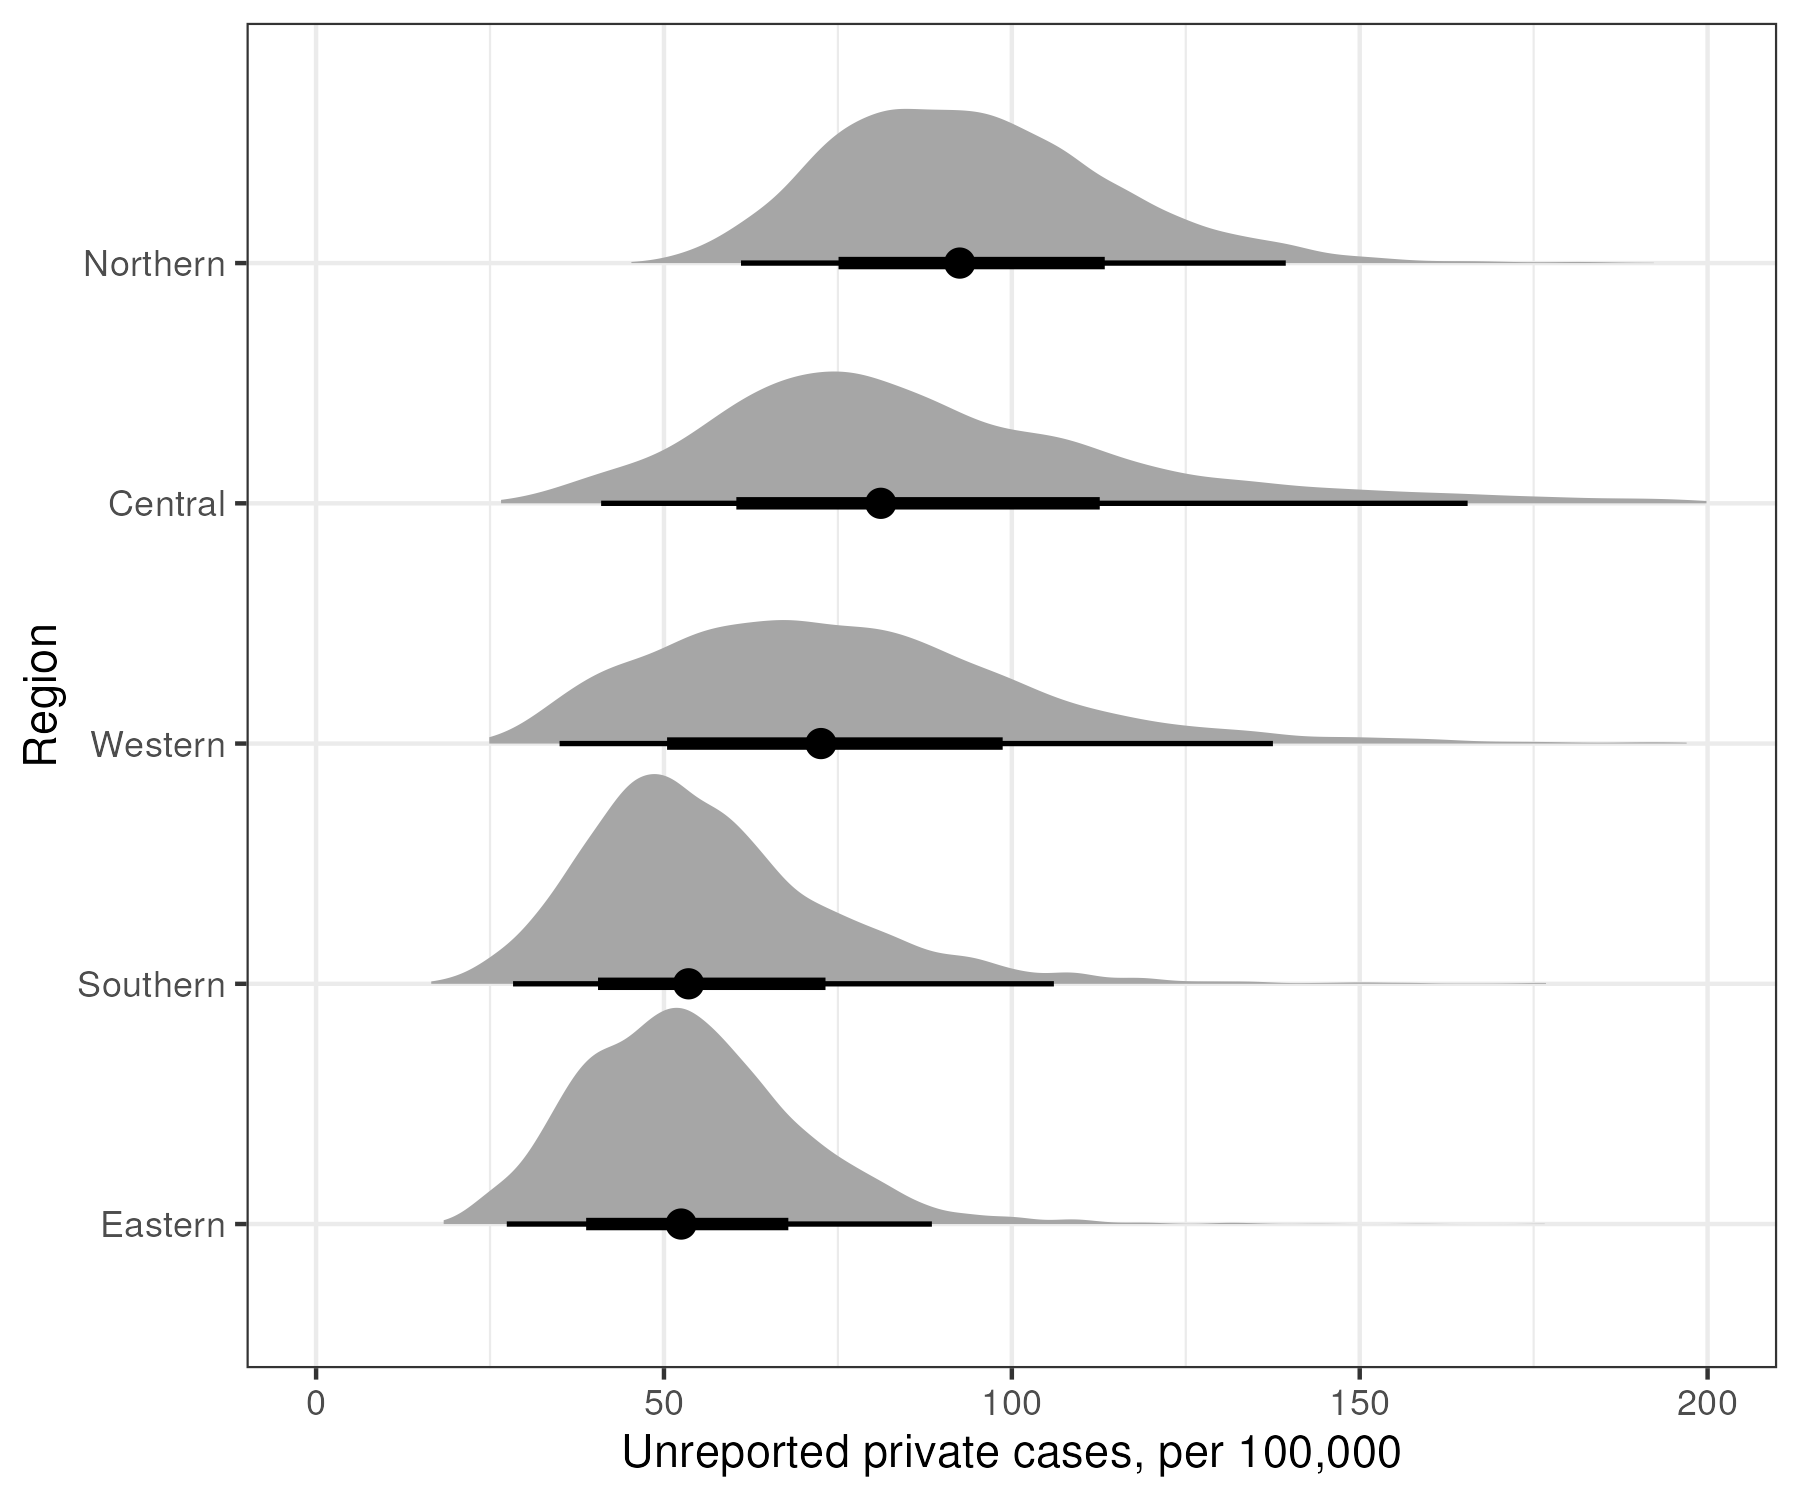 Region
Northern
Central
Western
Southern
Eastern
0 50 100 150 200
Unreported private cases, per 100,000